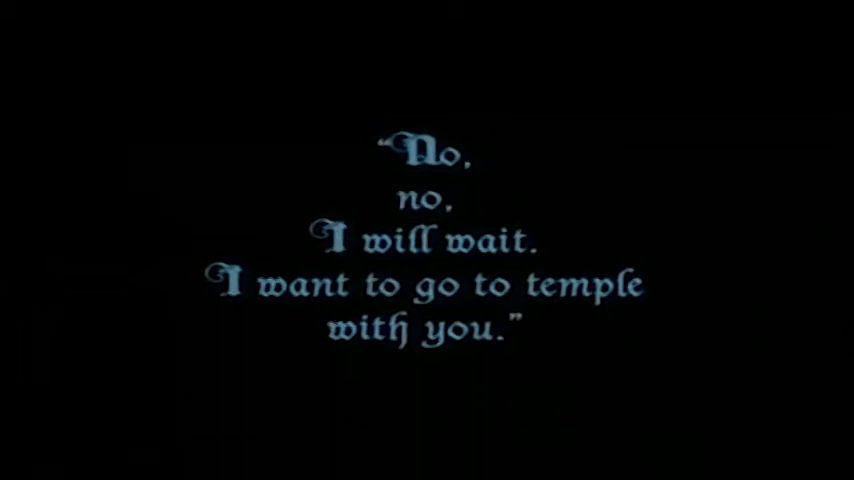 “No,
no,
I will wait.
I want to go to temple
with you.”